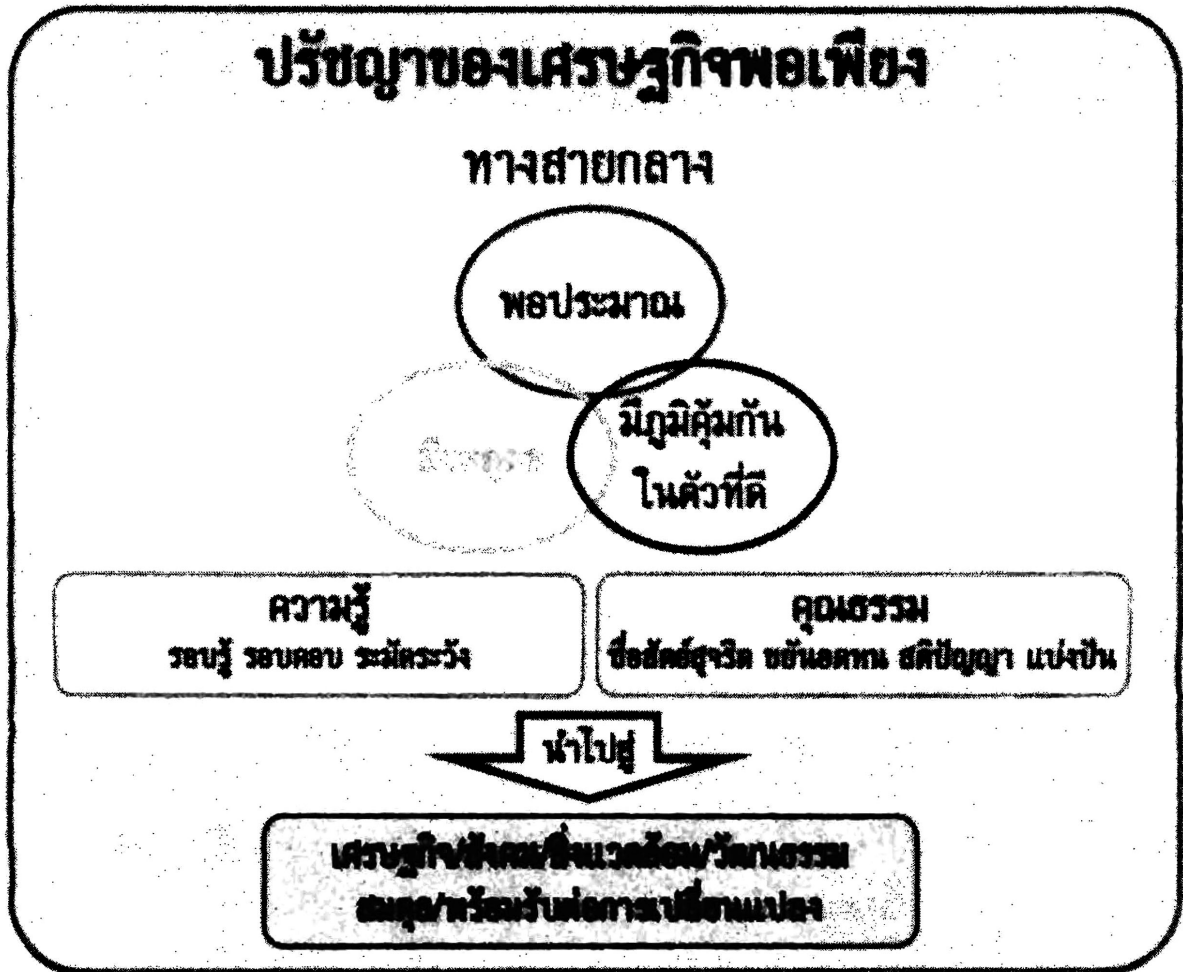 ปรัชญาของเศรษฐกิจพอเพียง
ทางสายกลาง
พอประมาณ
มีเหตุผล
มีภูมิคุ้มกัน
ในตัวที่ดี
ความรู้
รอบรู้ รอบคอบ ระมัดระวัง
คุณธรรม
ซื่อสัตย์สุจริต ขยันอดทน สติปัญญา แบ่งปัน
นำไปสู่
เศรษฐกิจ/สังคม/สิ่งแวดล้อม/วัฒนธรรม
สมดุล/พร้อมรับต่อการเปลี่ยนแปลง